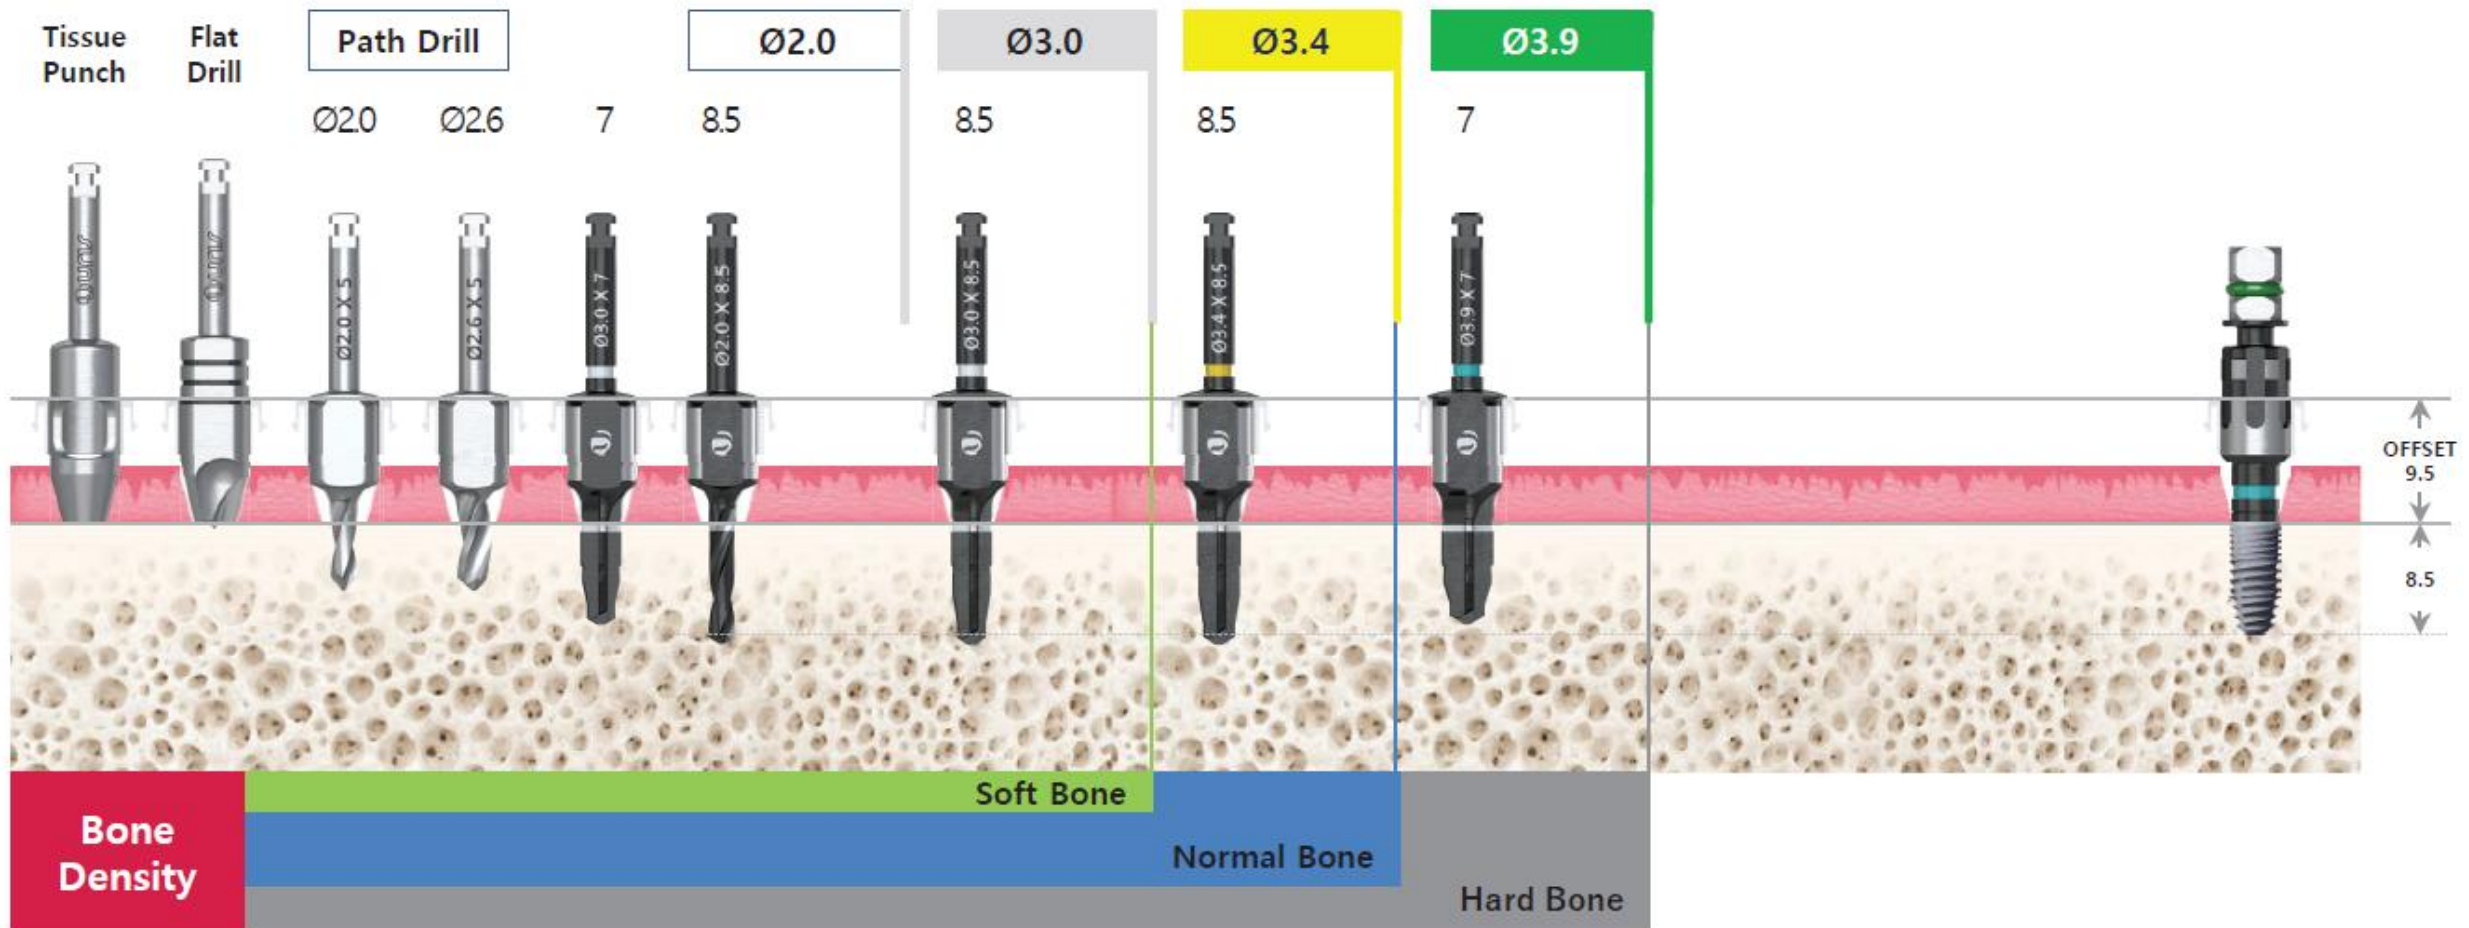 Tissue
Punch
Flat
Drill
Path Drill
Ø2.0
Ø3.0
Ø3.4
Ø3.9
Ø2.0
Ø2.6
7
8.5
8.5
8.5
7
Ø2.0 X 5
Ø2.6 X 5
Ø3.0 X 7
Ø2.0 X 8.5
Ø3.0 X 8.5
Ø3.4 X 8.5
Ø3.9 X 7
OFFSET
9.5
8.5
Bone
Density
Soft Bone
Normal Bone
Hard Bone